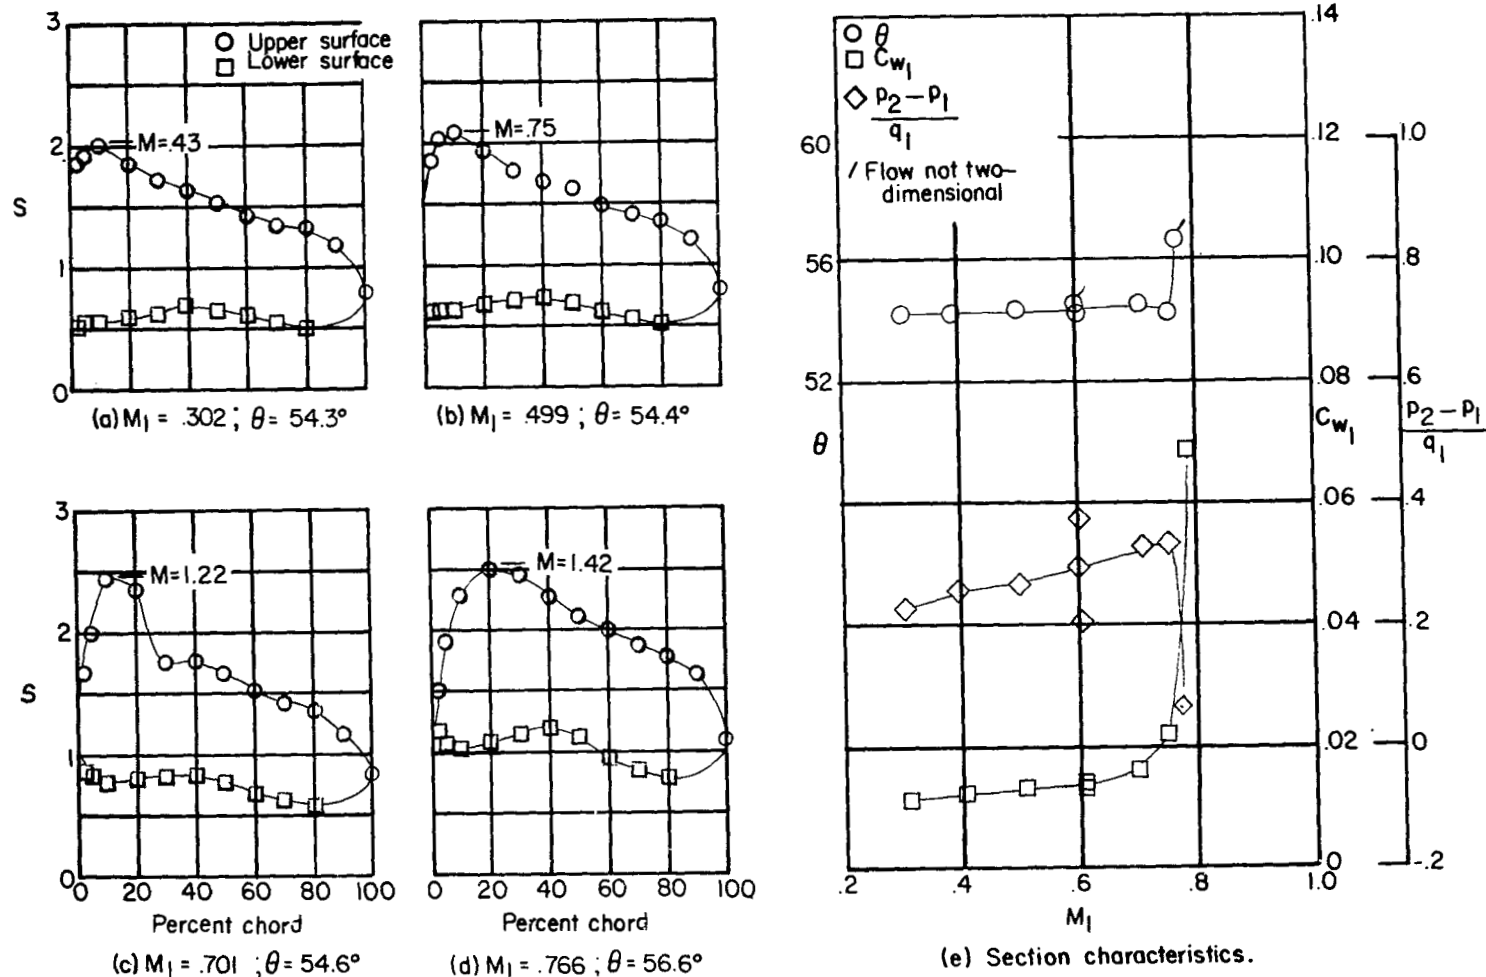 3
2
1
0
S
○ Upper surface
□ Lower surface
M=.43
M=.75
(a) M₁ = .302 ; θ = 54.3°
(b) M₁ = .499 ; θ = 54.4°
3
2
1
0
S
M=1.22
M=1.42
0 20 40 60 80 100
0 20 40 60 80 100
Percent chord
Percent chord
(c) M₁ = .701 ; θ = 54.6°
(d) M₁ = .766 ; θ = 56.6°
○ θ
□ Cw₁
◇ p₂ – p₁
q₁
/ Flow not two–
dimensional
60
56
52
θ
.14
.12
.10
.08
Cw₁
.06
.04
.02
.0
1.0
.8
.6
p₂ – p₁
q₁
.4
.2
0
-.2
.2 .4 .6 .8 1.0
M₁
(e) Section characteristics.